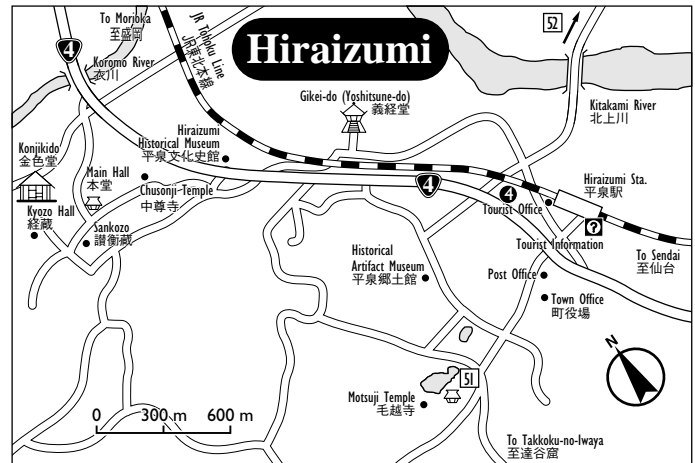 Hiraizumi
To Morioka
至盛岡
4
Koromo River
衣川
JR Tohoku Line
JR東北本線
52
Kitakami River
北上川
Gikei-do (Yoshitsune-do)
義経堂
Hiraizumi
Historical Museum
平泉文化史館
Konjikido
金色堂
Main Hall
本堂
Chusonji Temple
中尊寺
Kyozo Hall
経蔵
Sankozo
讃衡蔵
4
4
Tourist Office
Hiraizumi Sta.
平泉駅
?
Tourist Information
To Sendai
至仙台
Historical
Artifact Museum
平泉郷土館
Post Office
Town Office
町役場
N
51
Motsuji Temple
毛越寺
0 300 m 600 m
To Takkoku-no-Iwaya
至達谷窟